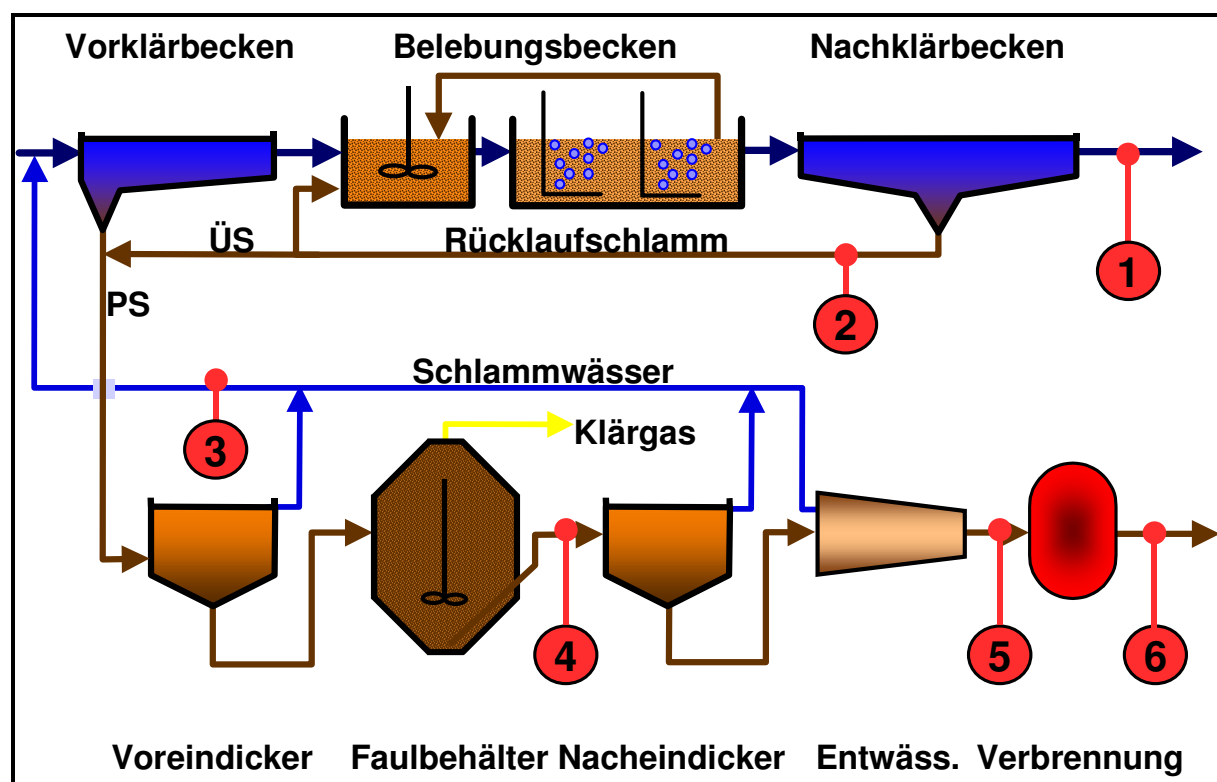 Vorklärbecken Belebungsbecken Nachklärbecken
ÜS Rücklaufschlamm
1
PS
2
Schlammwässer
3
Klärgas
4
5
6
Voreindicker Faulbehälter Nacheindicker Entwäss. Verbrennung